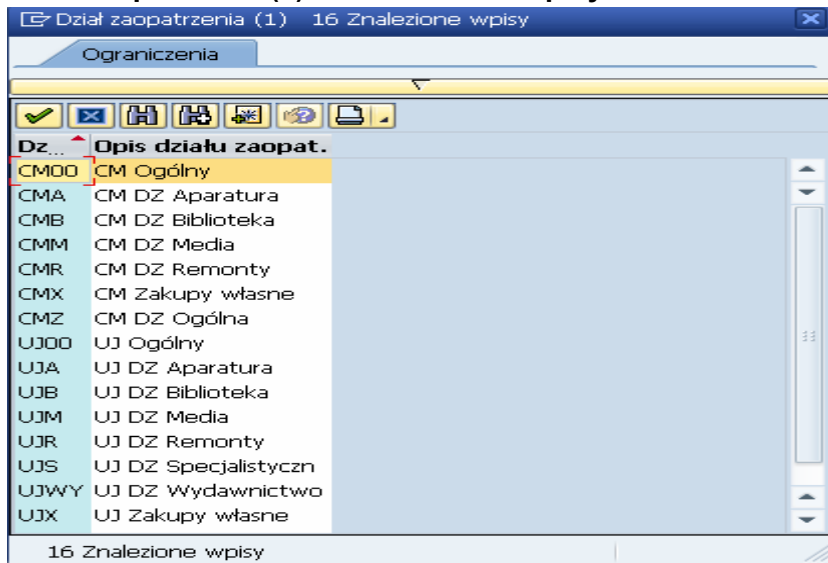 Dział zaopatrzenia (1) 16 Znalezione wpisy
Ograniczenia
Dz... Opis działu zaopat.
CM00 CM Ogólny
CMA CM DZ Aparatura
CMB CM DZ Biblioteka
CMM CM DZ Media
CMR CM DZ Remonty
CMX CM Zakupy własne
CMZ CM DZ Ogólna
UJ00 UJ Ogólny
UJA UJ DZ Aparatura
UJB UJ DZ Biblioteka
UJM UJ DZ Media
UJR UJ DZ Remonty
UJS UJ DZ Specjalistyczn
UJWY UJ DZ Wydawnictwo
UJX UJ Zakupy własne
16 Znalezione wpisy